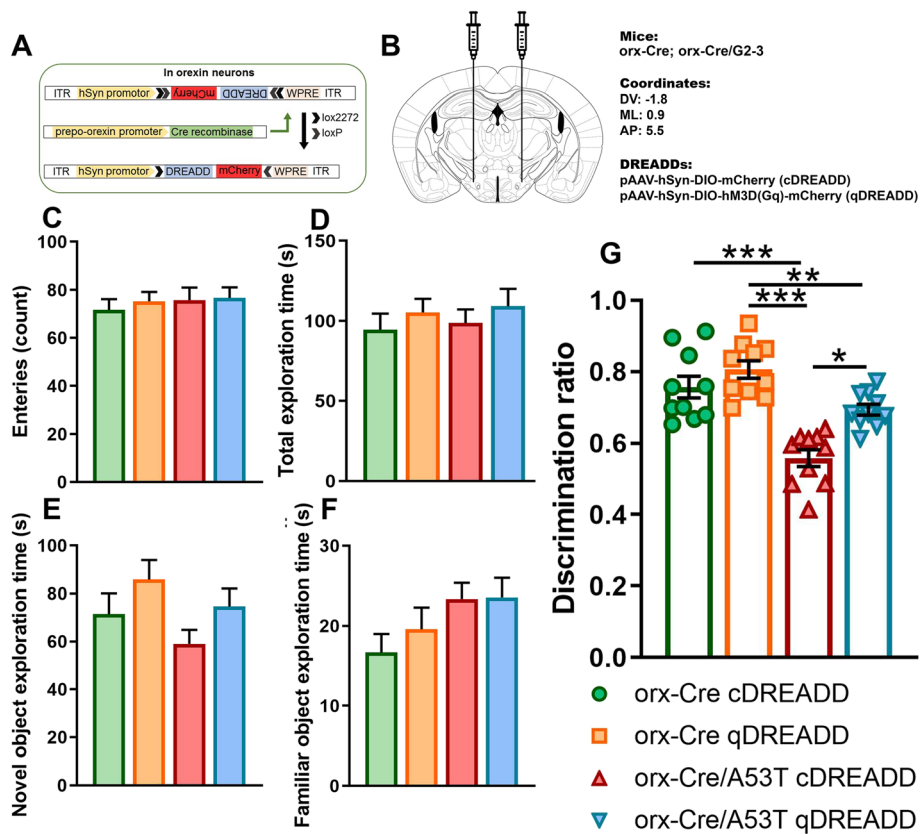 A
In orexin neurons
ITR hSyn promotor mCherry DREADD WPRE ITR
lox2272
loxP
prepo-orexin promoter Cre recombinase
ITR hSyn promotor DREADD mCherry WPRE ITR
B
Mice:
orx-Cre; orx-Cre/G2-3
Coordinates:
DV: -1.8
ML: 0.9
AP: 5.5
DREADDs:
pAAV-hSyn-DIO-mCherry (cDREADD)
pAAV-hSyn-DIO-hM3D(Gq)-mCherry (qDREADD)
C
Enteries (count)
100
80
60
40
20
0
D
Total exploration time (s)
150
100
50
0
E
Novel object exploration time (s)
100
80
60
40
20
0
F
Familiar object exploration time (s)
30
20
10
0
G
***
**
***
*
Discrimination ratio
1.0
0.8
0.6
0.4
0.2
0.0
orx-Cre cDREADD
orx-Cre qDREADD
orx-Cre/A53T cDREADD
orx-Cre/A53T qDREADD